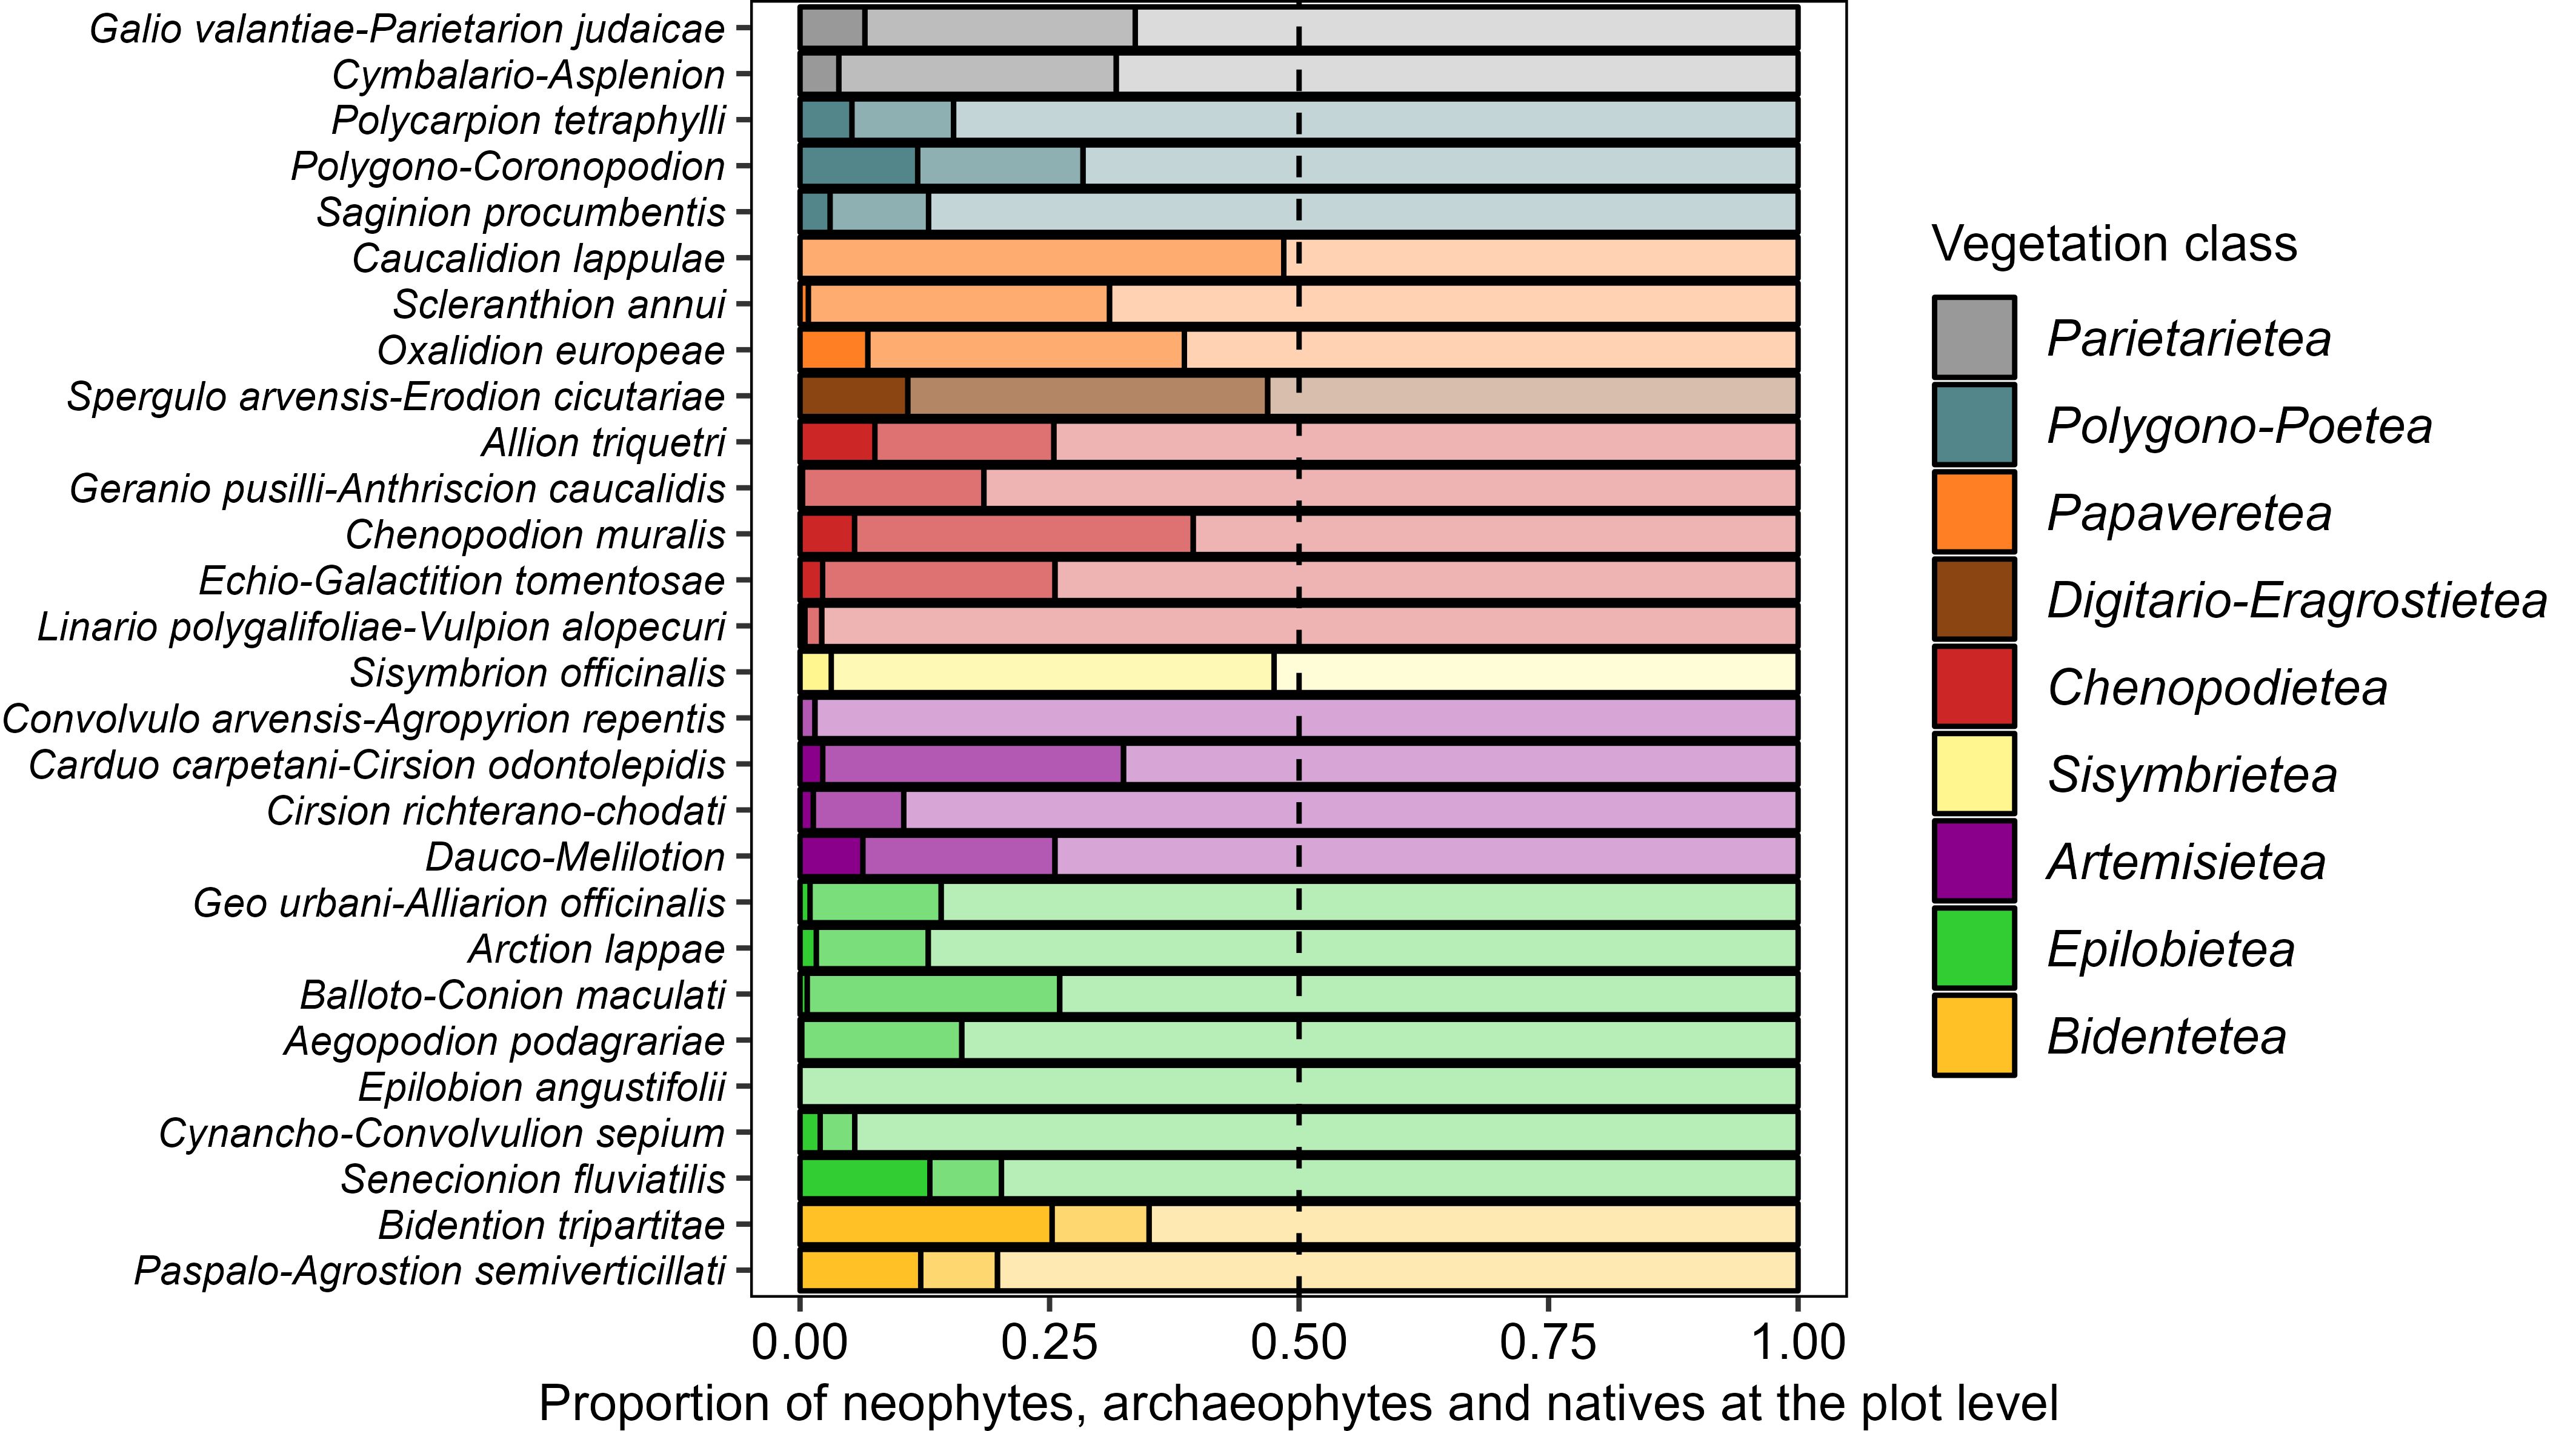 Galio valantiae-Parietarion judaicae
Cymbalario-Asplenion
Polycarpion tetraphylli
Polygono-Coronopodion
Saginion procumbentis
Caucalidion lappulae
Scleranthion annui
Oxalidion europeae
Spergulo arvensis-Erodion cicutariae
Allion triquetri
Geranio pusilli-Anthriscion caucalidis
Chenopodion muralis
Echio-Galactition tomentosae
Linario polygalifoliae-Vulpion alopecuri
Sisymbrion officinalis
Convolvulo arvensis-Agropyrion repentis
Carduo carpetani-Cirsion odontolepidis
Cirsion richterano-chodati
Dauco-Melilotion
Geo urbani-Alliarion officinalis
Arction lappae
Balloto-Conion maculati
Aegopodion podagrariae
Epilobion angustifolii
Cynancho-Convolvulion sepium
Senecionion fluviatilis
Bidention tripartitae
Paspalo-Agrostion semiverticillati
0.00 0.25 0.50 0.75 1.00
Proportion of neophytes, archaeophytes and natives at the plot level
Vegetation class
Parietarietea
Polygono-Poetea
Papaveretea
Digitario-Eragrostietea
Chenopodietea
Sisymbrietea
Artemisietea
Epilobietea
Bidentetea